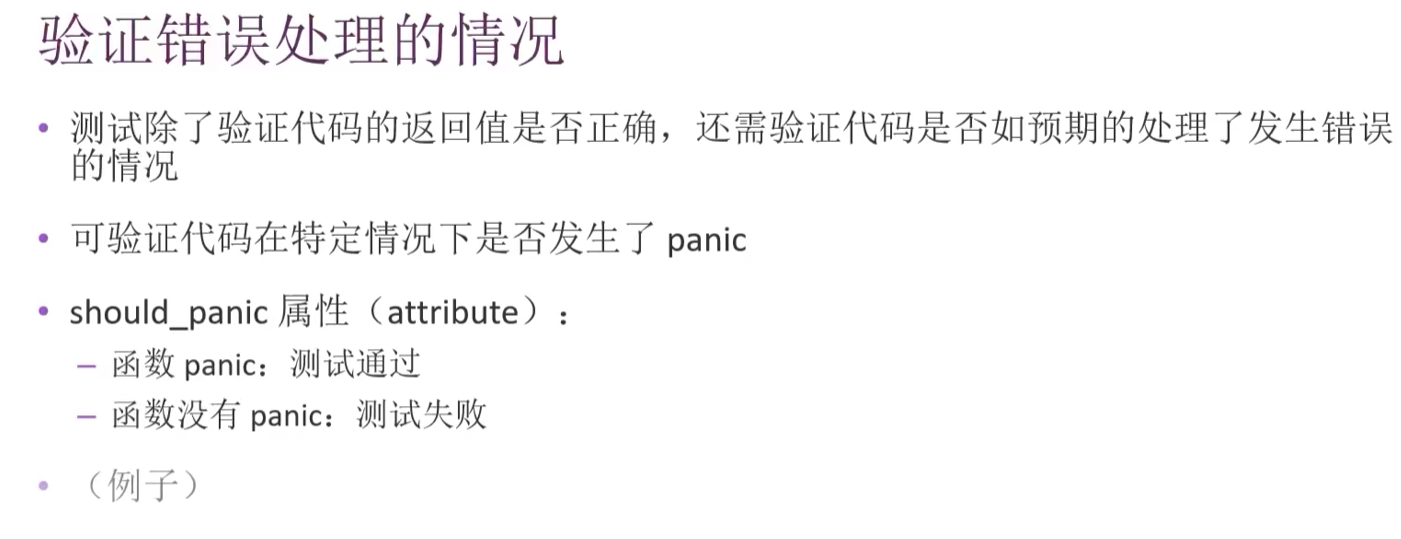 验证错误处理的情况
• 测试除了验证代码的返回值是否正确，还需验证代码是否如预期的处理了发生错误
的情况
• 可验证代码在特定情况下是否发生了 panic
• should_panic 属性（attribute）：
– 函数 panic：测试通过
– 函数没有 panic：测试失败
• （例子）